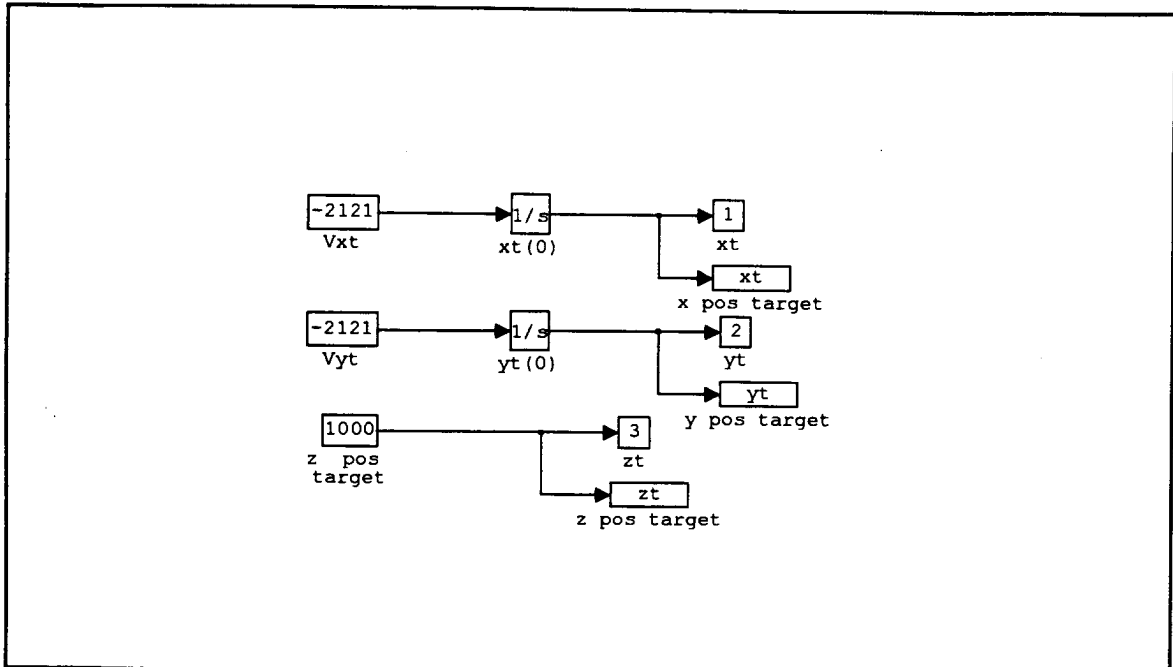 -2121
1/s
1
Vxt
xt(0)
xt
xt
x pos target
-2121
1/s
2
Vyt
yt(0)
yt
yt
y pos target
1000
3
z pos
target
zt
zt
z pos target